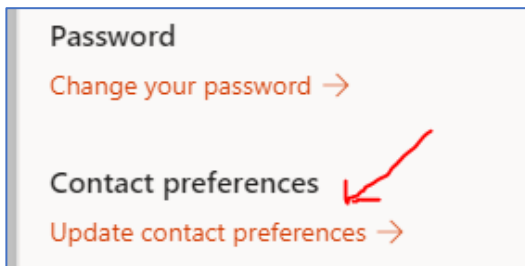 Password
Change your password →
Contact preferences
Update contact preferences →